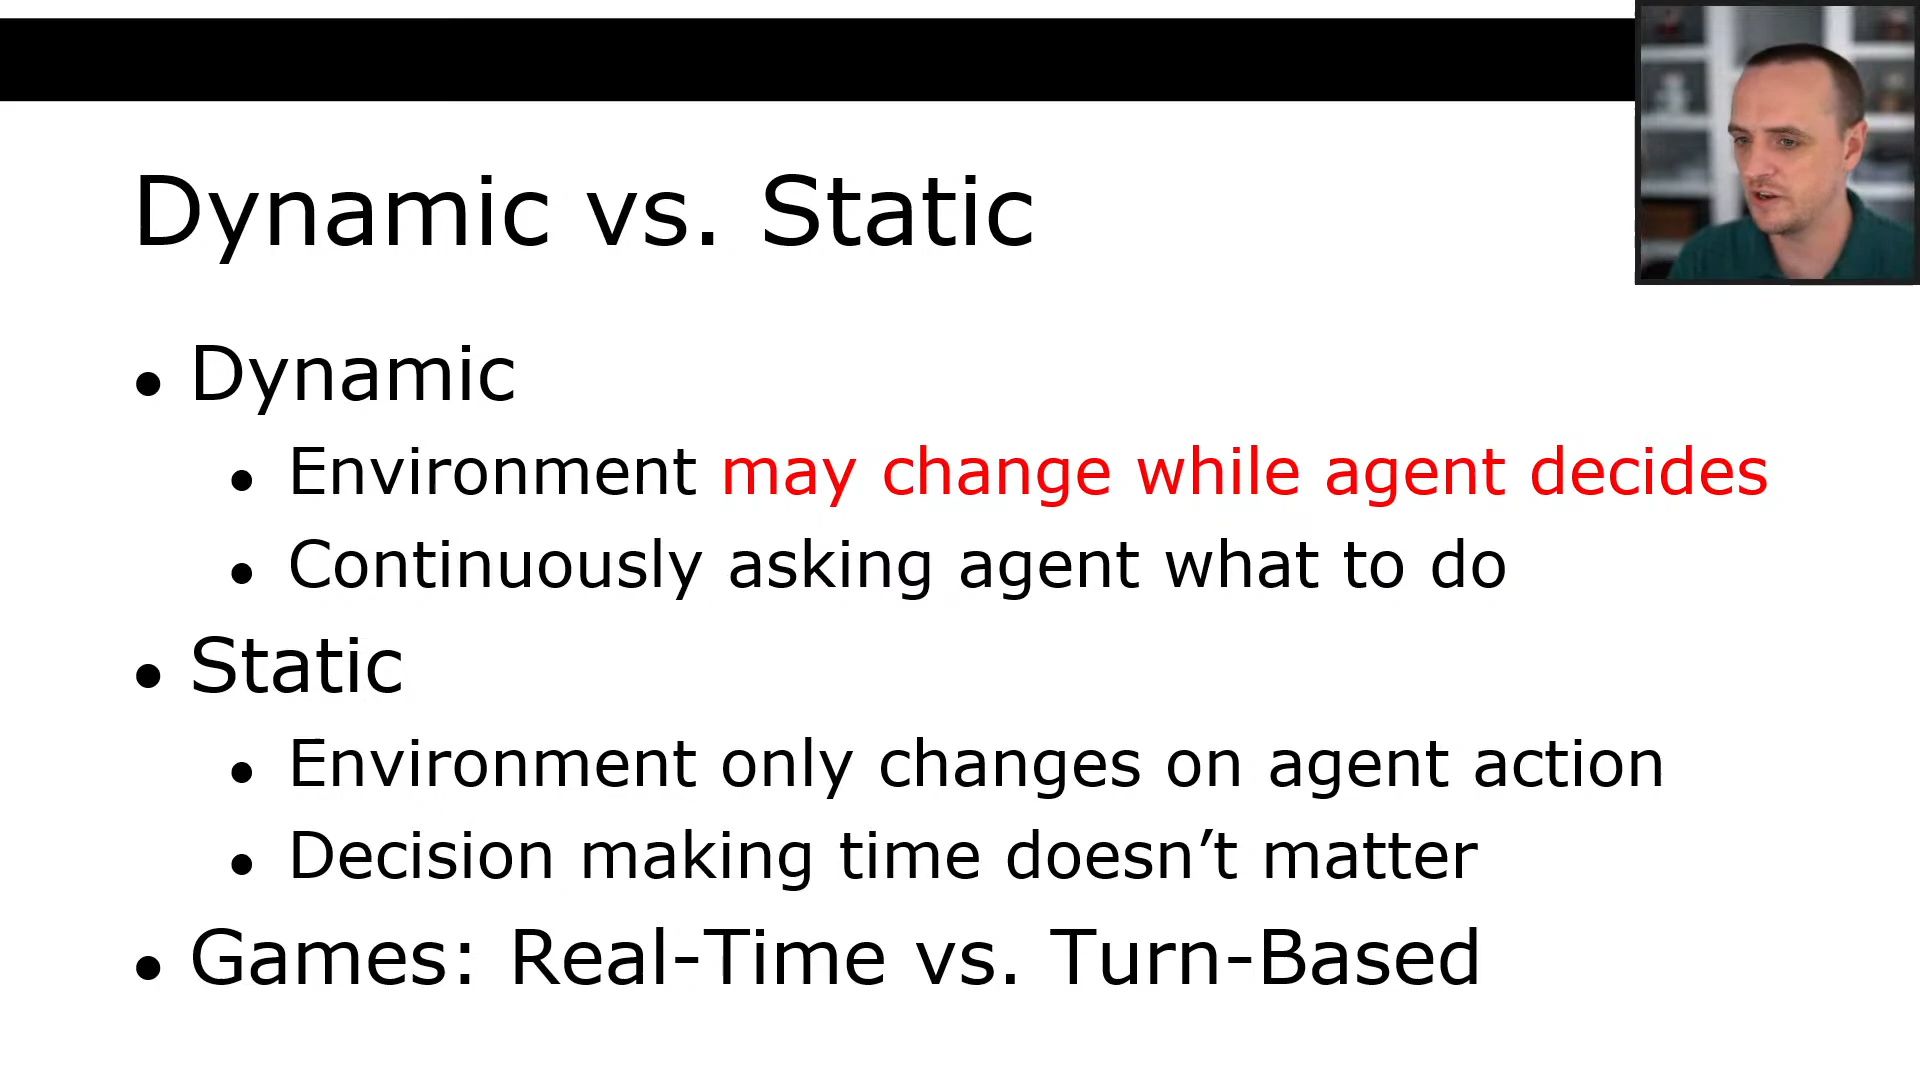 Dynamic vs. Static
• Dynamic
• Environment may change while agent decides
• Continuously asking agent what to do
• Static
• Environment only changes on agent action
• Decision making time doesn’t matter
• Games: Real-Time vs. Turn-Based